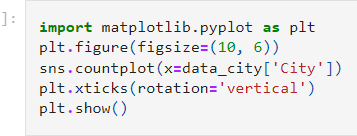 ]:
import matplotlib.pyplot as plt
plt.figure(figsize=(10, 6))
sns.countplot(x=data_city['City'])
plt.xticks(rotation='vertical')
plt.show()